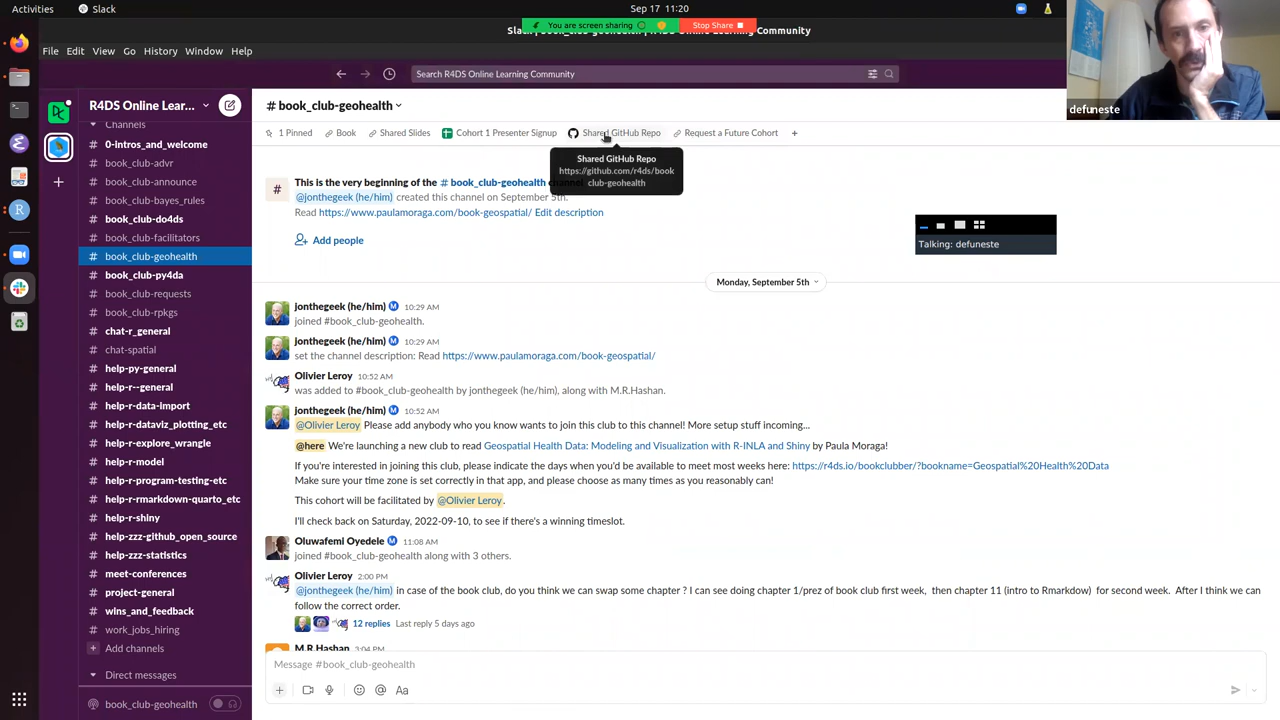 Activities
Slack
Sep 17 11:20
You are screen sharing
Stop Share
Slack | book_club-geohealth | R4DS Online Learning Community
File Edit View Go History Window Help
Search R4DS Online Learning Community
defuneste
R4DS Online Lear...
# book_club-geohealth
1 Pinned
Book
Shared Slides
Cohort 1 Presenter Signup
Shared GitHub Repo
Request a Future Cohort
+
Shared GitHub Repo
https://github.com/r4ds/book
club-geohealth
Channels
# 0-intros_and_welcome
# book_club-advr
# book_club-announce
# book_club-bayes_rules
# book_club-do4ds
# book_club-facilitators
# book_club-geohealth
# book_club-py4da
# book_club-requests
# book_club-rpkgs
# chat-r_general
# chat-spatial
# help-py-general
# help-r--general
# help-r-data-import
# help-r-dataviz_plotting_etc
# help-r-explore_wrangle
# help-r-model
# help-r-program-testing-etc
# help-r-rmarkdown-quarto_etc
# help-r-shiny
# help-zzz-github_open_source
# help-zzz-statistics
# meet-conferences
# project-general
# wins_and_feedback
# work_jobs_hiring
+ Add channels
Direct messages
book_club-geohealth
# This is the very beginning of the # book_club-geohealth channel
@jonthegeek (he/him) created this channel on September 5th.
Read https://www.paulamoraga.com/book-geospatial/ Edit description
Add people
Talking: defuneste
Monday, September 5th
jonthegeek (he/him) M 10:29 AM
joined #book_club-geohealth.
jonthegeek (he/him) M 10:29 AM
set the channel description: Read https://www.paulamoraga.com/book-geospatial/
Olivier Leroy 10:52 AM
was added to #book_club-geohealth by jonthegeek (he/him), along with M.R.Hashan.
jonthegeek (he/him) M 10:52 AM
@Olivier Leroy Please add anybody who you know wants to join this club to this channel! More setup stuff incoming...
@here We're launching a new club to read Geospatial Health Data: Modeling and Visualization with R-INLA and Shiny by Paula Moraga!
If you're interested in joining this club, please indicate the days when you'd be available to meet most weeks here: https://r4ds.io/bookclubber/?bookname=Geospatial%20Health%20Data
Make sure your time zone is set correctly in that app, and please choose as many times as you reasonably can!
This cohort will be facilitated by @Olivier Leroy.
I'll check back on Saturday, 2022-09-10, to see if there's a winning timeslot.
Oluwafemi Oyedele M 11:08 AM
joined #book_club-geohealth along with 3 others.
Olivier Leroy 2:00 PM
@jonthegeek (he/him) in case of the book club, do you think we can swap some chapter ? I can see doing chapter 1/prez of book club first week, then chapter 11 (intro to Rmarkdown) for second week. After I think we can
follow the correct order.
12 replies Last reply 5 days ago
M.R.Hashan 3:04 PM
Message #book_club-geohealth
Aa